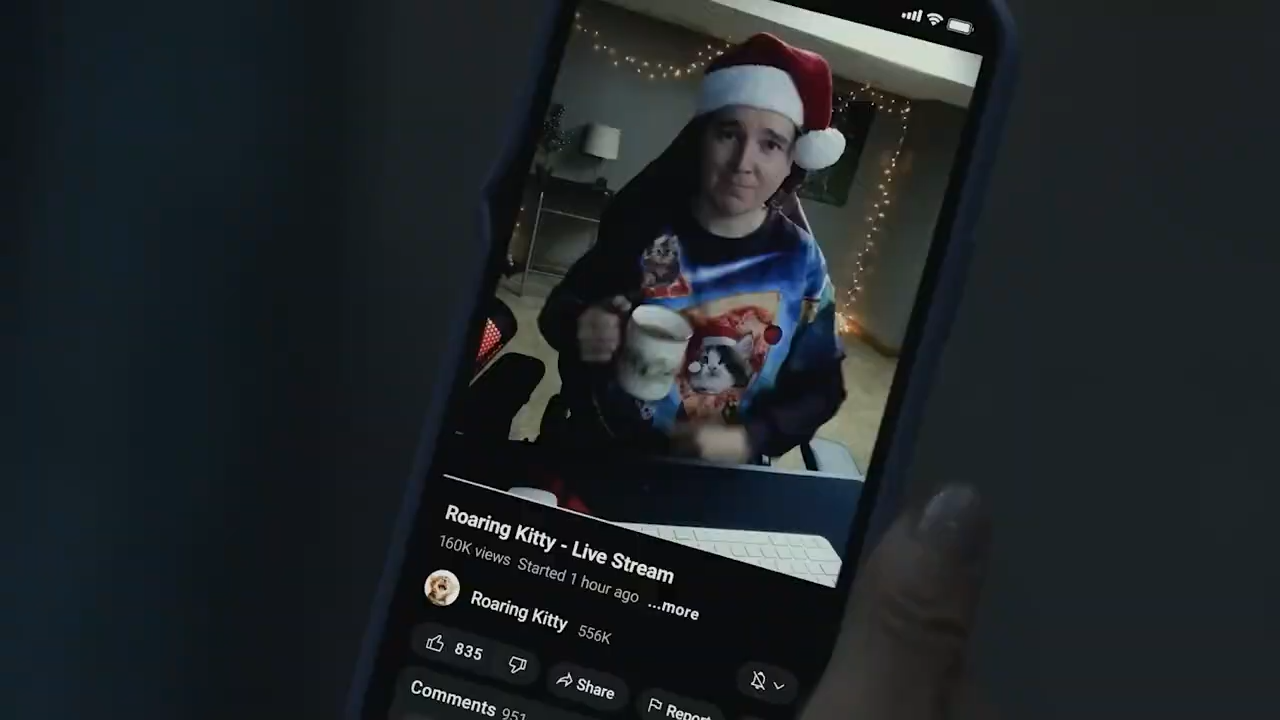 Roaring Kitty - Live Stream
160K views Started 1 hour ago ...more
Roaring Kitty 556K
835
Share
Report
Comments 951